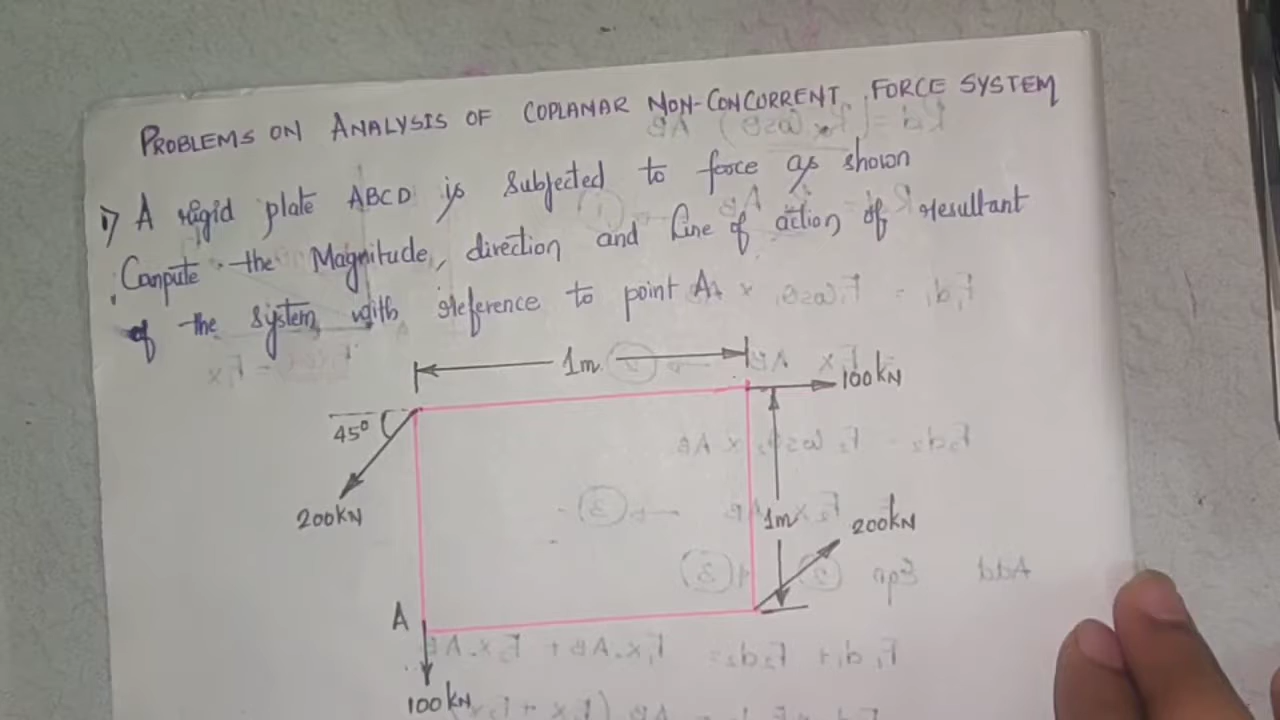 PROBLEMS ON ANALYSIS OF COPLANAR NON-CONCURRENT FORCE SYSTEM
1) A rigid plate ABCD is subjected to force as shown
Compute the Magnitude, direction and line of action of resultant
of the system with reference to point A.
1m
100kN
45°
200kN
1m
200kN
A
100kN